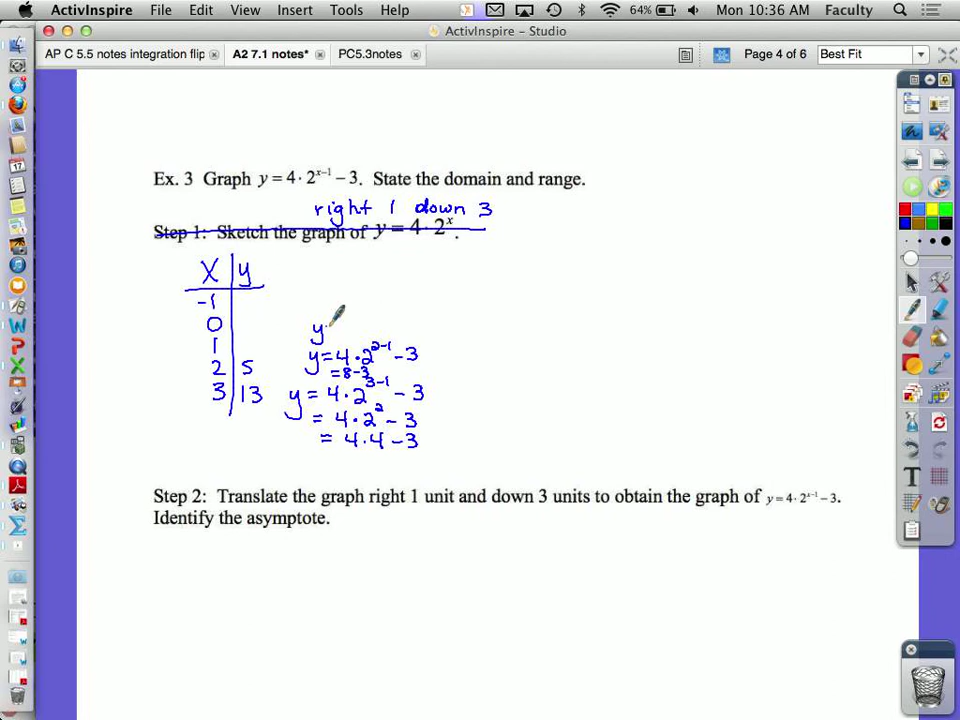 ActivInspire File Edit View Insert Tools Help 64% Mon 10:36 AM Faculty
ActivInspire – Studio
AP C 5.5 notes integration flip A2 7.1 notes* PC5.3notes Page 4 of 6 Best Fit
Ex. 3 Graph y = 4 · 2^(x−1) − 3. State the domain and range.
right 1 down 3
Step 1: Sketch the graph of y = 4 · 2^x.
X y
-1
0
1
2 5
3 13
y
y = 4 · 2^(2-1) - 3
= 8 - 3
y = 4 · 2^(3-1) - 3
= 4 · 2^2 - 3
= 4 · 4 - 3
Step 2: Translate the graph right 1 unit and down 3 units to obtain the graph of y = 4 · 2^(x−1) − 3.
Identify the asymptote.